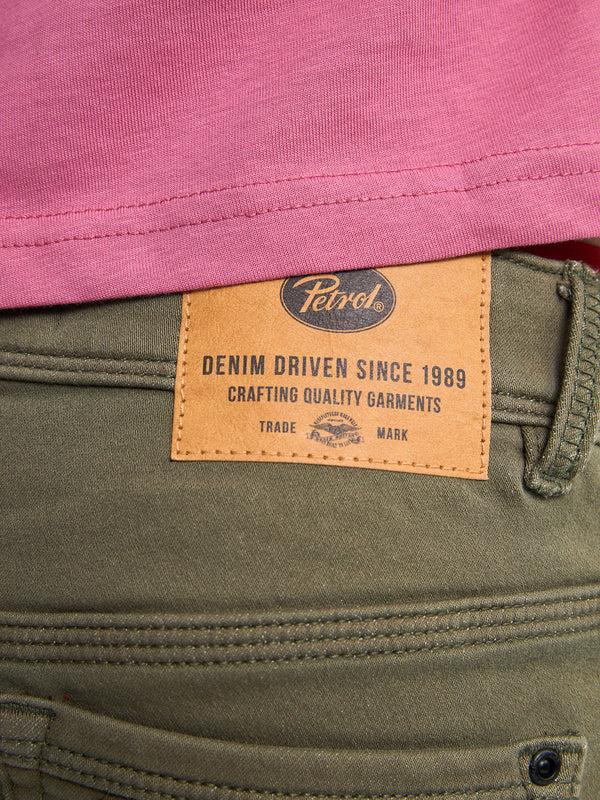 Petrol®
DENIM DRIVEN SINCE 1989
CRAFTING QUALITY GARMENTS
TRADE MARK